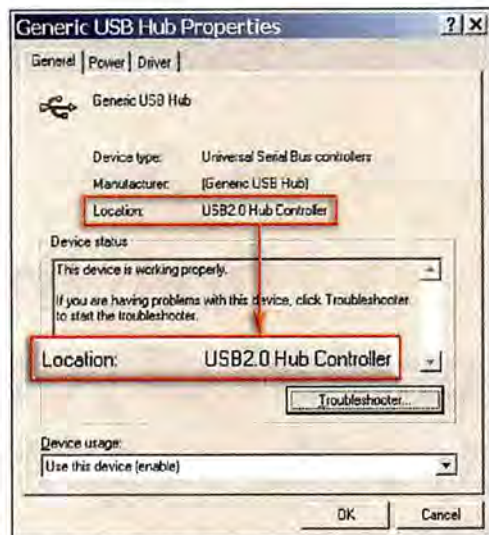 Generic USB Hub Properties
General Power Driver
Generic USB Hub
Device type: Universal Serial Bus controllers
Manufacturer: (Generic USB Hub)
Location: USB2.0 Hub Controller
Device status
This device is working properly.
If you are having problems with this device, click Troubleshooter
to start the troubleshooter.
Location: USB2.0 Hub Controller
Troubleshooter...
Device usage:
Use this device (enable)
OK Cancel